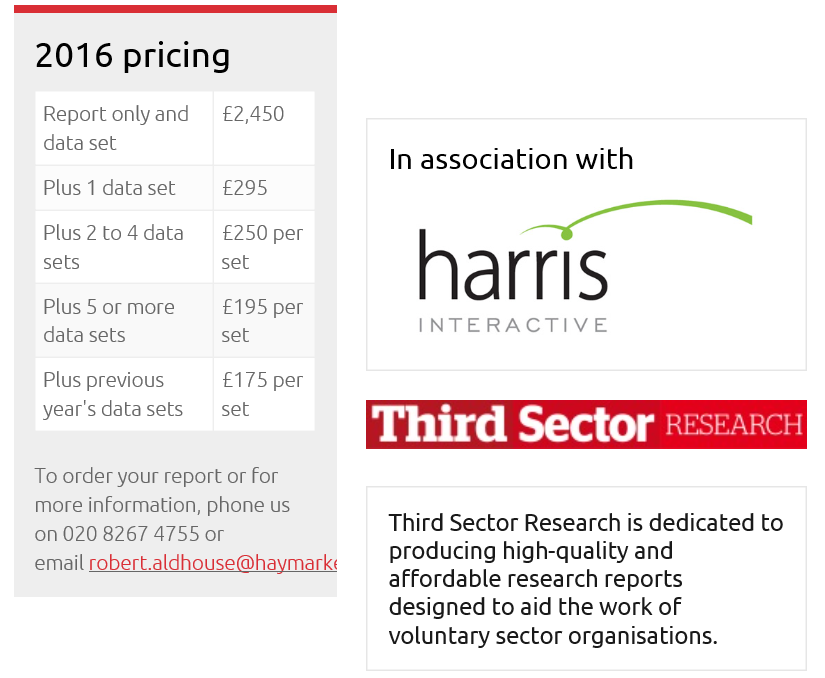 2016 pricing
Report only and
data set
£2,450
Plus 1 data set
£295
Plus 2 to 4 data
sets
£250 per
set
Plus 5 or more
data sets
£195 per
set
Plus previous
year's data sets
£175 per
set
To order your report or for
more information, phone us
on 020 8267 4755 or
email robert.aldhouse@haymarke
In association with
harris
INTERACTIVE
Third Sector RESEARCH
Third Sector Research is dedicated to
producing high-quality and
affordable research reports
designed to aid the work of
voluntary sector organisations.